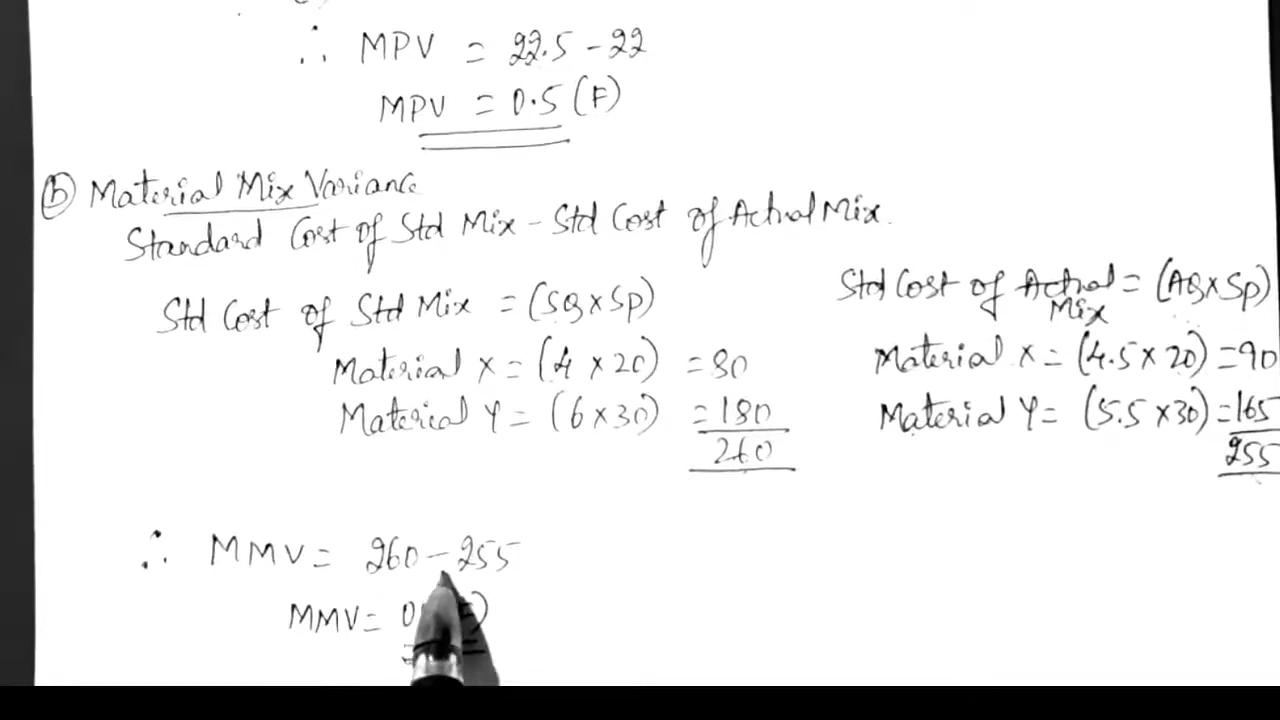 ∴ MPV = 22.5 - 22
MPV = 0.5 (F)
(b) Material Mix Variance
Standard Cost of Std Mix - Std Cost of Actual Mix.
Std Cost of Std Mix = (SQ x SP)
Material X = (4 x 20) = 80
Material Y = (6 x 30) = 180
260
Std Cost of Actual Mix = (AQ x SP)
Material X = (4.5 x 20) = 90
Material Y = (5.5 x 30) = 165
255
∴ MMV = 260 - 255
MMV =